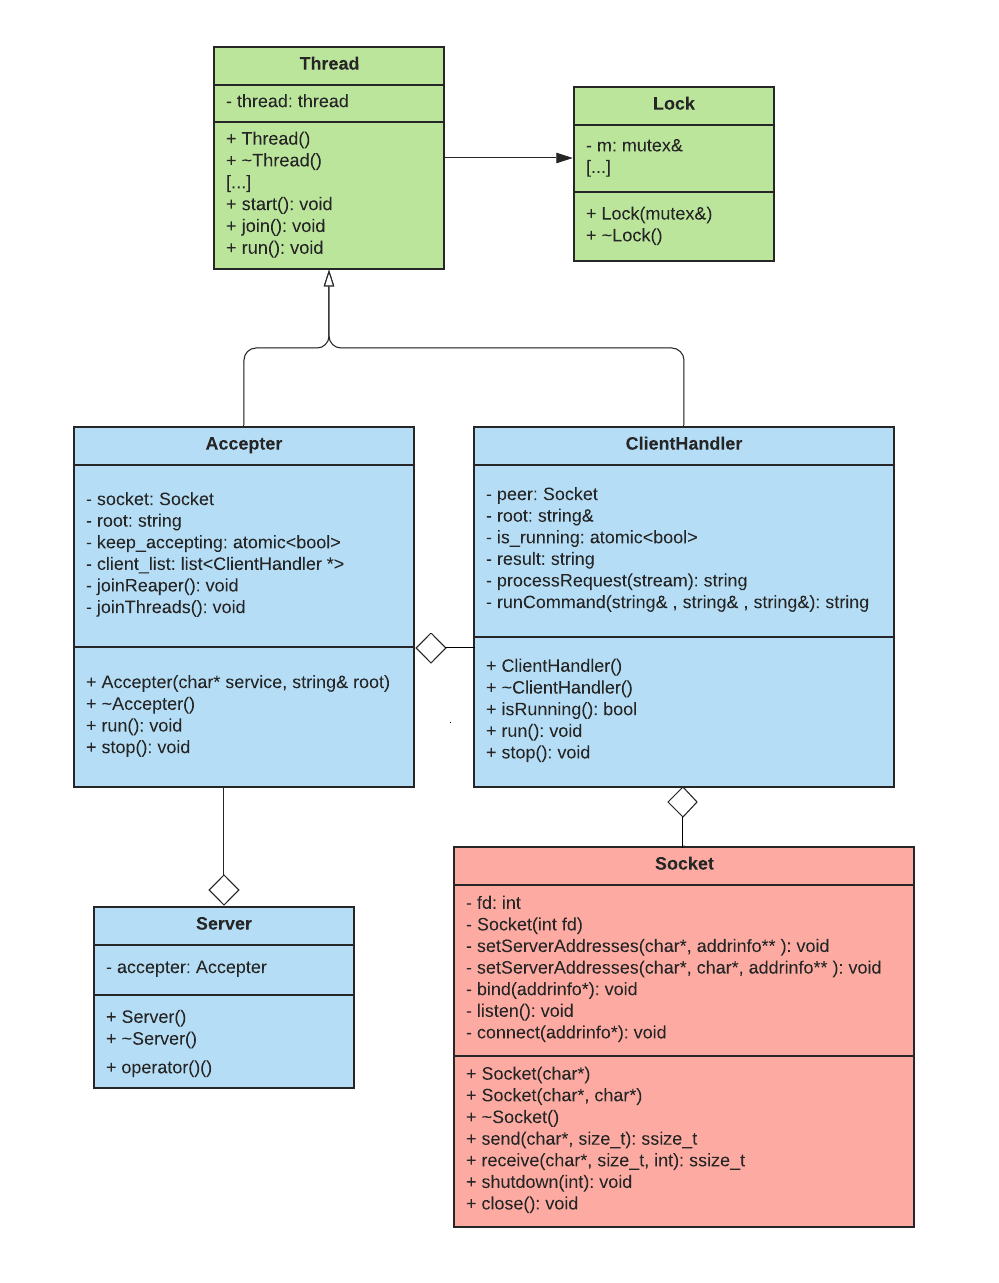 Thread
- thread: thread
+ Thread()
+ ~Thread()
[...]
+ start(): void
+ join(): void
+ run(): void
Lock
- m: mutex&
[...]
+ Lock(mutex&)
+ ~Lock()
Accepter
- socket: Socket
- root: string
- keep_accepting: atomic<bool>
- client_list: list<ClientHandler *>
- joinReaper(): void
- joinThreads(): void
+ Accepter(char* service, string& root)
+ ~Accepter()
+ run(): void
+ stop(): void
ClientHandler
- peer: Socket
- root: string&
- is_running: atomic<bool>
- result: string
- processRequest(stream): string
- runCommand(string& , string& , string&): string
+ ClientHandler()
+ ~ClientHandler()
+ isRunning(): bool
+ run(): void
+ stop(): void
Server
- accepter: Accepter
+ Server()
+ ~Server()
+ operator()()
Socket
- fd: int
- Socket(int fd)
- setServerAddresses(char*, addrinfo** ): void
- setServerAddresses(char*, char*, addrinfo** ): void
- bind(addrinfo*): void
- listen(): void
- connect(addrinfo*): void
+ Socket(char*)
+ Socket(char*, char*)
+ ~Socket()
+ send(char*, size_t): ssize_t
+ receive(char*, size_t, int): ssize_t
+ shutdown(int): void
+ close(): void